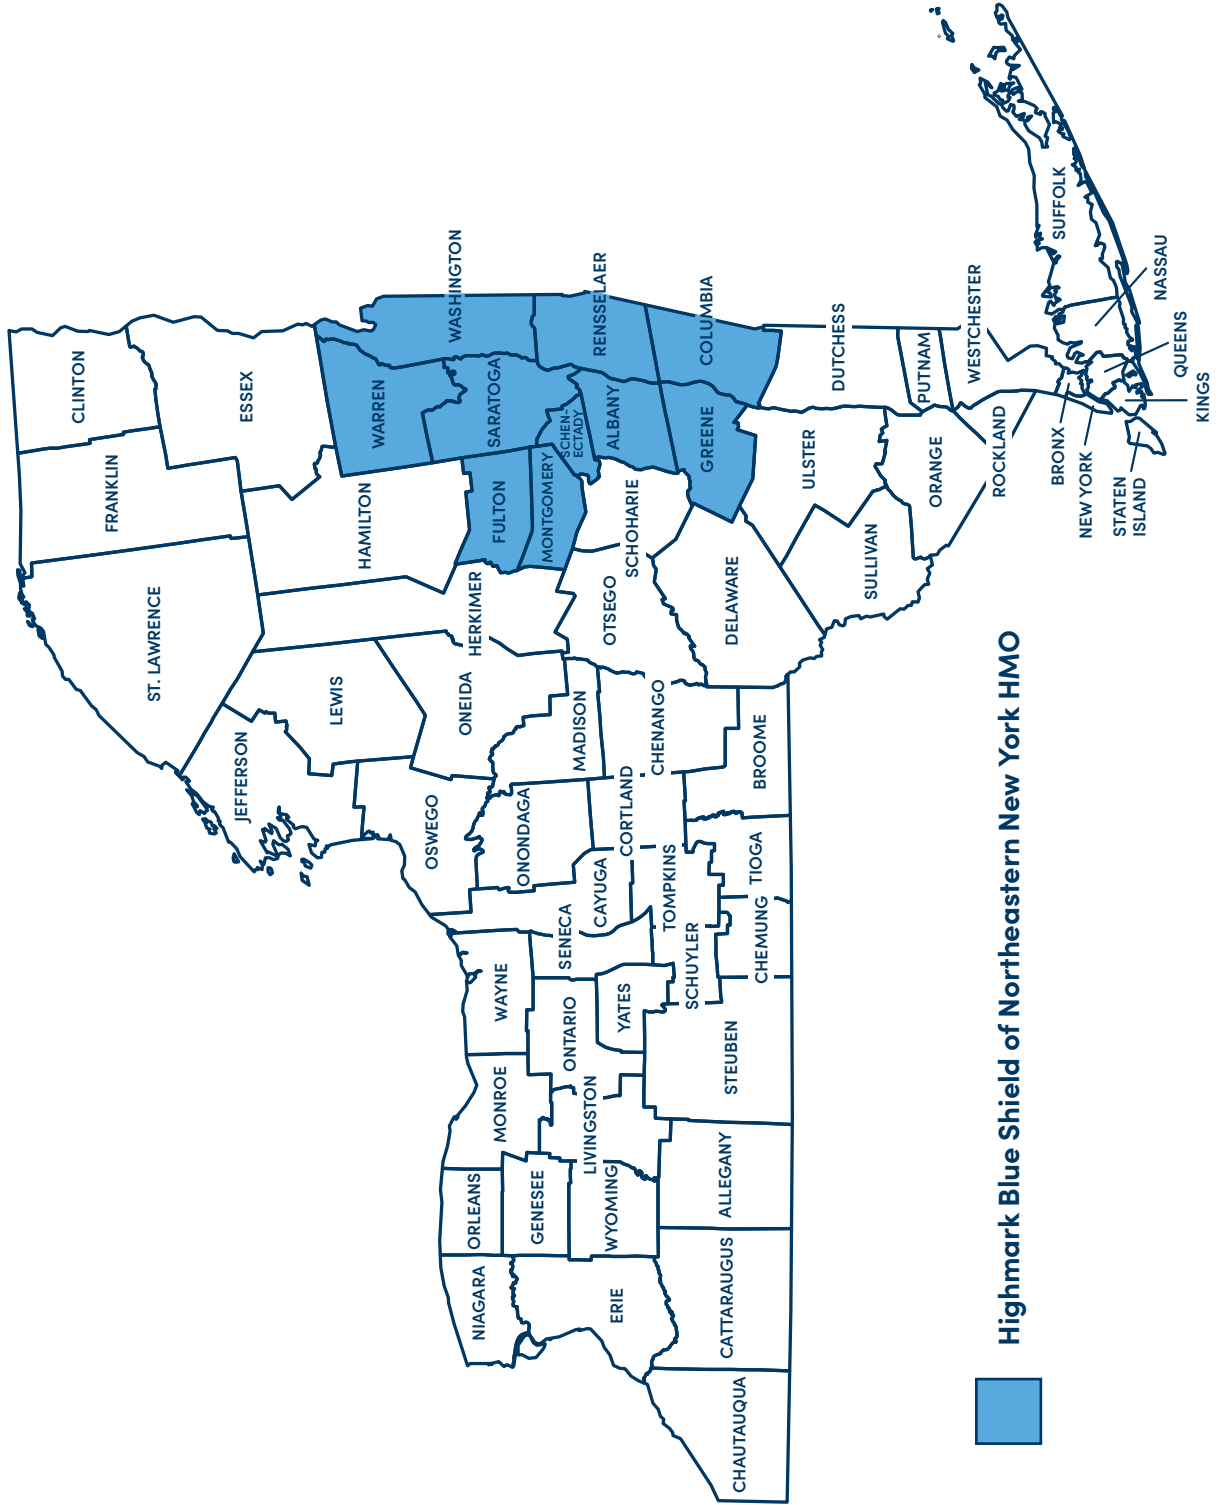 CLINTON
FRANKLIN
ST. LAWRENCE
ESSEX
JEFFERSON
LEWIS
HAMILTON
WARREN
WASHINGTON
HERKIMER
ONEIDA
OSWEGO
FULTON
SARATOGA
MONTGOMERY
SCHEN-
ECTADY
NIAGARA
ORLEANS
MONROE
WAYNE
GENESEE
ONTARIO
SENECA
CAYUGA
ONONDAGA
MADISON
OTSEGO
SCHOHARIE
ALBANY
RENSSELAER
ERIE
WYOMING
LIVINGSTON
YATES
CORTLAND
CHENANGO
TOMPKINS
SCHUYLER
DELAWARE
GREENE
COLUMBIA
CHAUTAUQUA
CATTARAUGUS
ALLEGANY
STEUBEN
CHEMUNG
TIOGA
BROOME
ULSTER
DUTCHESS
SULLIVAN
ORANGE
PUTNAM
WESTCHESTER
ROCKLAND
BRONX
NEW YORK
STATEN
ISLAND
SUFFOLK
NASSAU
QUEENS
KINGS
Highmark Blue Shield of Northeastern New York HMO